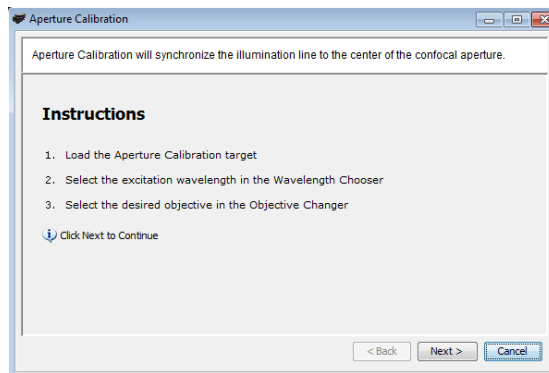 Aperture Calibration
Aperture Calibration will synchronize the illumination line to the center of the confocal aperture.
Instructions
1. Load the Aperture Calibration target
2. Select the excitation wavelength in the Wavelength Chooser
3. Select the desired objective in the Objective Changer
Click Next to Continue
< Back Next > Cancel